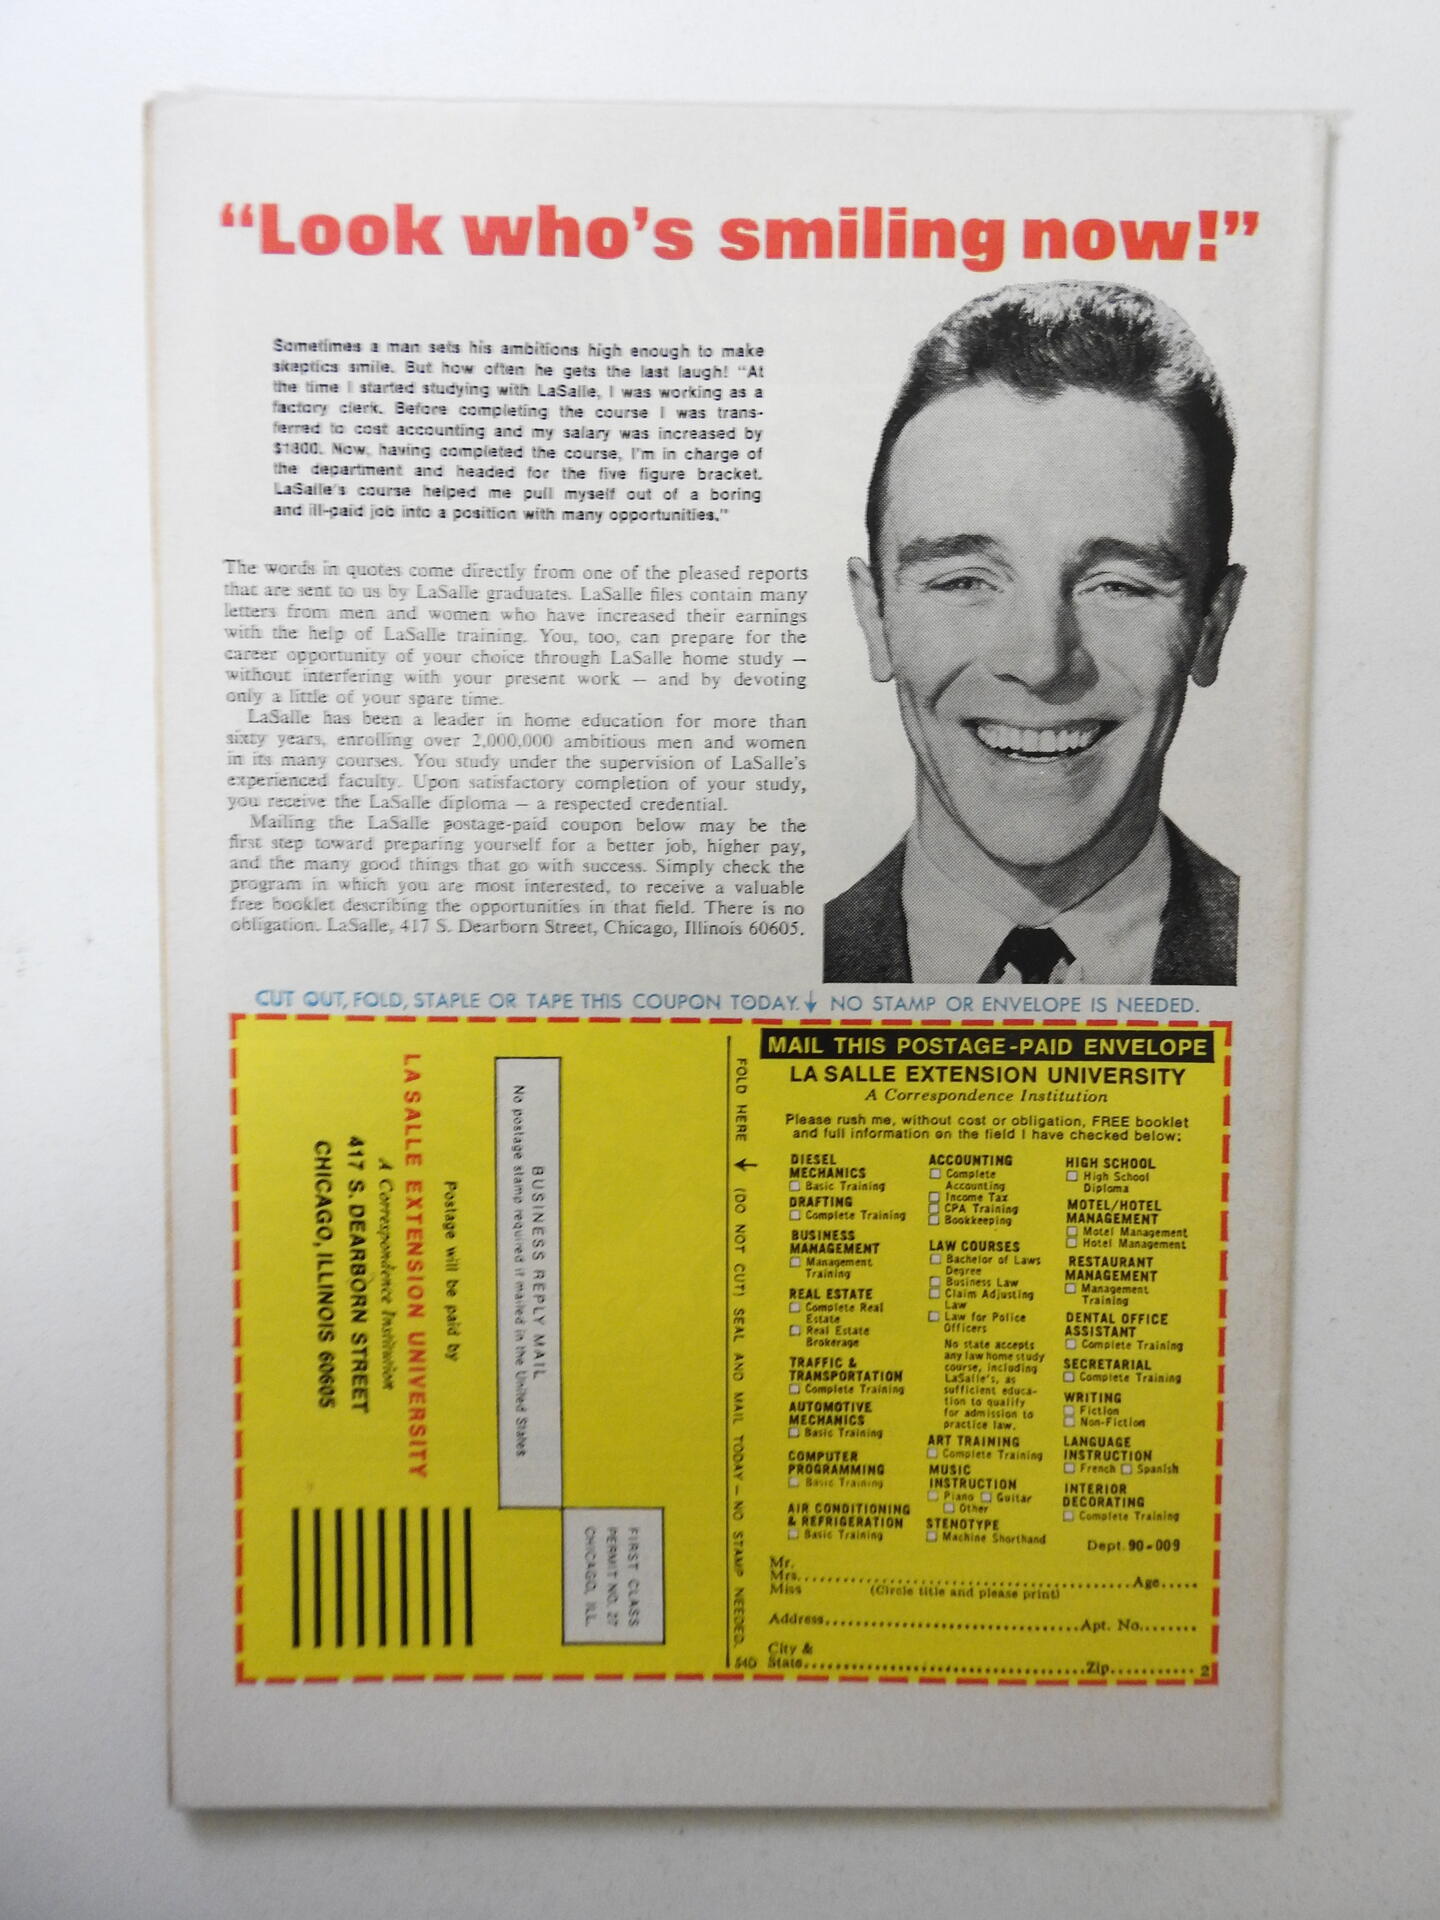 “Look who’s smiling now!”
Sometimes a man sets his ambitions high enough to make
skeptics smile. But how often he gets the last laugh! “At
the time I started studying with LaSalle, I was working as a
factory clerk. Before completing the course I was trans-
ferred to cost accounting and my salary was increased by
$1800. Now, having completed the course, I’m in charge of
the department and headed for the five figure bracket.
LaSalle’s course helped me pull myself out of a boring
and ill-paid job into a position with many opportunities.”
The words in quotes come directly from one of the pleased reports
that are sent to us by LaSalle graduates. LaSalle files contain many
letters from men and women who have increased their earnings
with the help of LaSalle training. You, too, can prepare for the
career opportunity of your choice through LaSalle home study —
without interfering with your present work — and by devoting
only a little of your spare time.
LaSalle has been a leader in home education for more than
sixty years, enrolling over 2,000,000 ambitious men and women
in its many courses. You study under the supervision of LaSalle’s
experienced faculty. Upon satisfactory completion of your study,
you receive the LaSalle diploma — a respected credential.
Mailing the LaSalle postage-paid coupon below may be the
first step toward preparing yourself for a better job, higher pay,
and the many good things that go with success. Simply check the
program in which you are most interested, to receive a valuable
free booklet describing the opportunities in that field. There is no
obligation. LaSalle, 417 S. Dearborn Street, Chicago, Illinois 60605.
CUT OUT, FOLD, STAPLE OR TAPE THIS COUPON TODAY. NO STAMP OR ENVELOPE IS NEEDED.
FIRST CLASS
PERMIT NO. 27
CHICAGO, ILL.
BUSINESS REPLY MAIL
No postage stamp required if mailed in the United States
Postage will be paid by
LA SALLE EXTENSION UNIVERSITY
A Correspondence Institution
417 S. DEARBORN STREET
CHICAGO, ILLINOIS 60605
FOLD HERE (DO NOT CUT) SEAL AND MAIL TODAY — NO STAMP NEEDED.
540
MAIL THIS POSTAGE-PAID ENVELOPE
LA SALLE EXTENSION UNIVERSITY
A Correspondence Institution
Please rush me, without cost or obligation, FREE booklet
and full information on the field I have checked below:
DIESEL
MECHANICS
Basic Training
DRAFTING
Complete Training
BUSINESS
MANAGEMENT
Management
Training
REAL ESTATE
Complete Real
Estate
Real Estate
Brokerage
TRAFFIC &
TRANSPORTATION
Complete Training
AUTOMOTIVE
MECHANICS
Basic Training
COMPUTER
PROGRAMMING
Basic Training
AIR CONDITIONING
& REFRIGERATION
Basic Training
ACCOUNTING
Complete
Accounting
Income Tax
CPA Training
Bookkeeping
LAW COURSES
Bachelor of Laws
Degree
Business Law
Claim Adjusting
Law
Law for Police
Officers
No state accepts
any law home study
course, including
LaSalle's, as
sufficient educa-
tion to qualify
for admission to
practice law.
ART TRAINING
Complete Training
MUSIC
INSTRUCTION
Piano Guitar
Other
STENOTYPE
Machine Shorthand
HIGH SCHOOL
High School
Diploma
MOTEL/HOTEL
MANAGEMENT
Motel Management
Hotel Management
RESTAURANT
MANAGEMENT
Management
Training
DENTAL OFFICE
ASSISTANT
Complete Training
SECRETARIAL
Complete Training
WRITING
Fiction
Non-Fiction
LANGUAGE
INSTRUCTION
French Spanish
INTERIOR
DECORATING
Complete Training
Dept. 90-009
Mr.
Mrs. Age
Miss (Circle title and please print)
Address Apt. No.
City &
State Zip 2